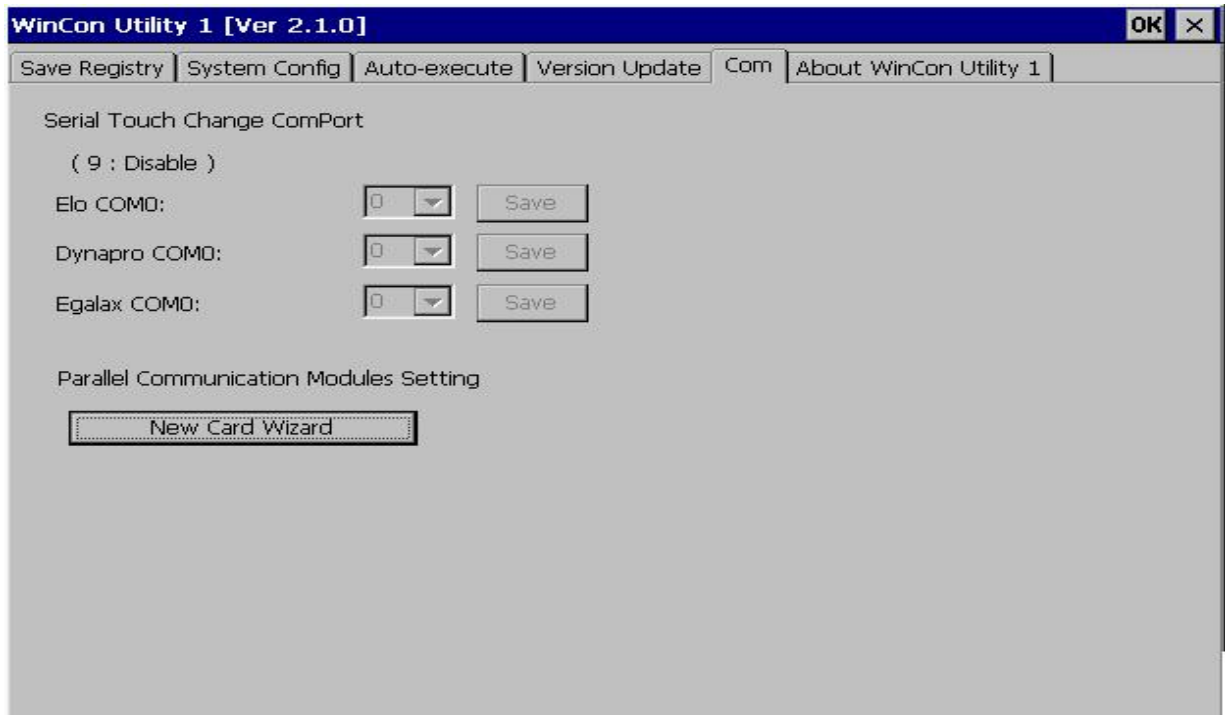 WinCon Utility 1 [Ver 2.1.0] OK ×
Save Registry System Config Auto-execute Version Update Com About WinCon Utility 1
Serial Touch Change ComPort
( 9 : Disable )
Elo COM0: 0 Save
Dynapro COM0: 0 Save
Egalax COM0: 0 Save
Parallel Communication Modules Setting
New Card Wizard